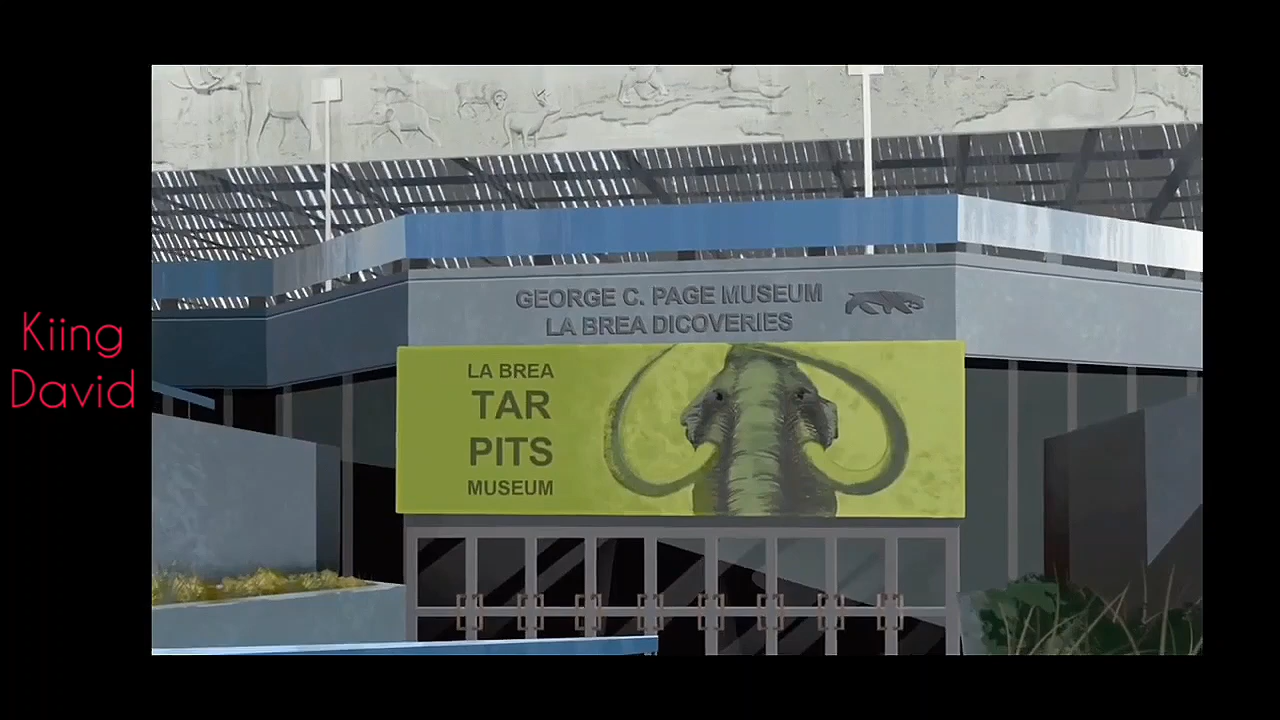 Kiing
David
GEORGE C. PAGE MUSEUM
LA BREA DICOVERIES
LA BREA
TAR
PITS
MUSEUM